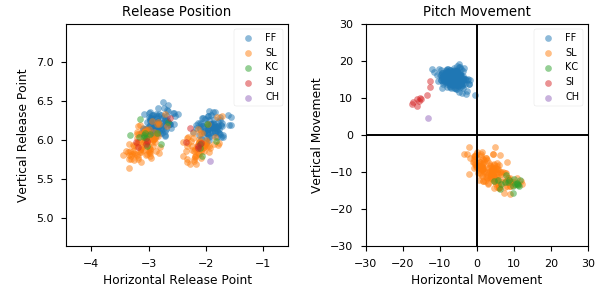 Release Position
Vertical Release Point
7.0
6.5
6.0
5.5
5.0
−4
−3
−2
−1
Horizontal Release Point
FF
SL
KC
SI
CH
Pitch Movement
Vertical Movement
30
20
10
0
−10
−20
−30
−30
−20
−10
0
10
20
30
Horizontal Movement
FF
SL
KC
SI
CH